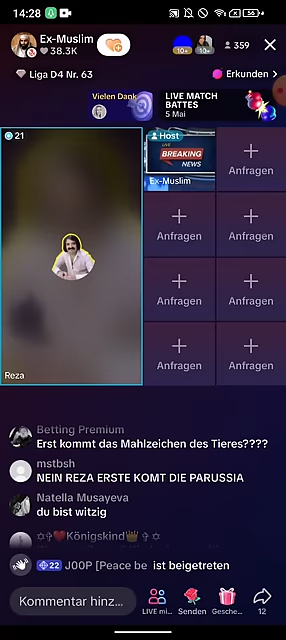 14:28
256
Ex-Muslim
38.3K
10+
10+
359
Liga D4 Nr. 63
Erkunden
Vielen Dank
LIVE MATCH
BATTES
5 Mai
21
Host
LIVE
BREAKING
NEWS
Ex-Muslim
Anfragen
Anfragen
Anfragen
Anfragen
Anfragen
Anfragen
Anfragen
Reza
Betting Premium
Erst kommt das Mahlzeichen des Tieres????
mstbsh
NEIN REZA ERSTE KOMT DIE PARUSSIA
Natella Musayeva
du bist witzig
✡✞❤️Königskind👑✞✡
22 J00P [Peace be ist beigetreten
Kommentar hinz...
LIVE mi...
Senden
Gesche...
12